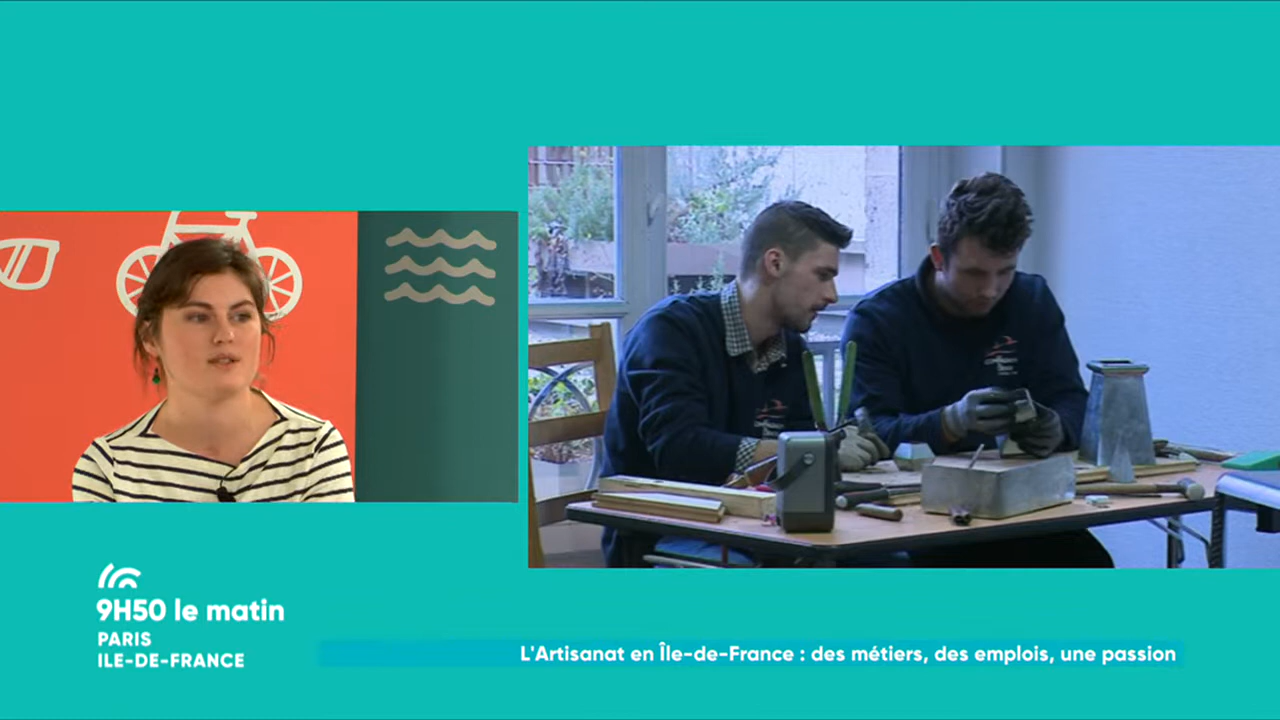 9H50 le matin
PARIS
ILE-DE-FRANCE
L'Artisanat en Île-de-France : des métiers, des emplois, une passion